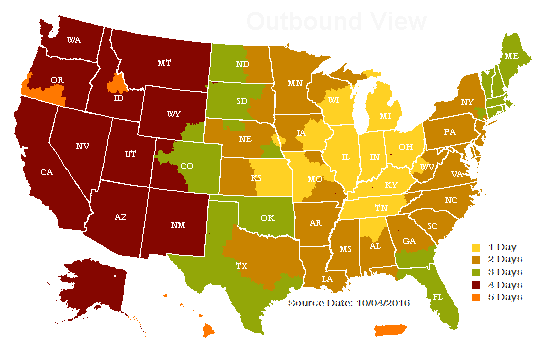 Outbound View
WA
MT
ND
MN
ME
OR
ID
SD
WI
MI
NY
WY
IA
PA
NE
OH
NV
UT
CO
IL
IN
WV
VA
CA
KS
MO
KY
NC
AZ
NM
OK
TN
SC
AR
MS
AL
GA
TX
LA
FL
1 Day
2 Days
3 Days
4 Days
5 Days
Source Date: 10/04/2016